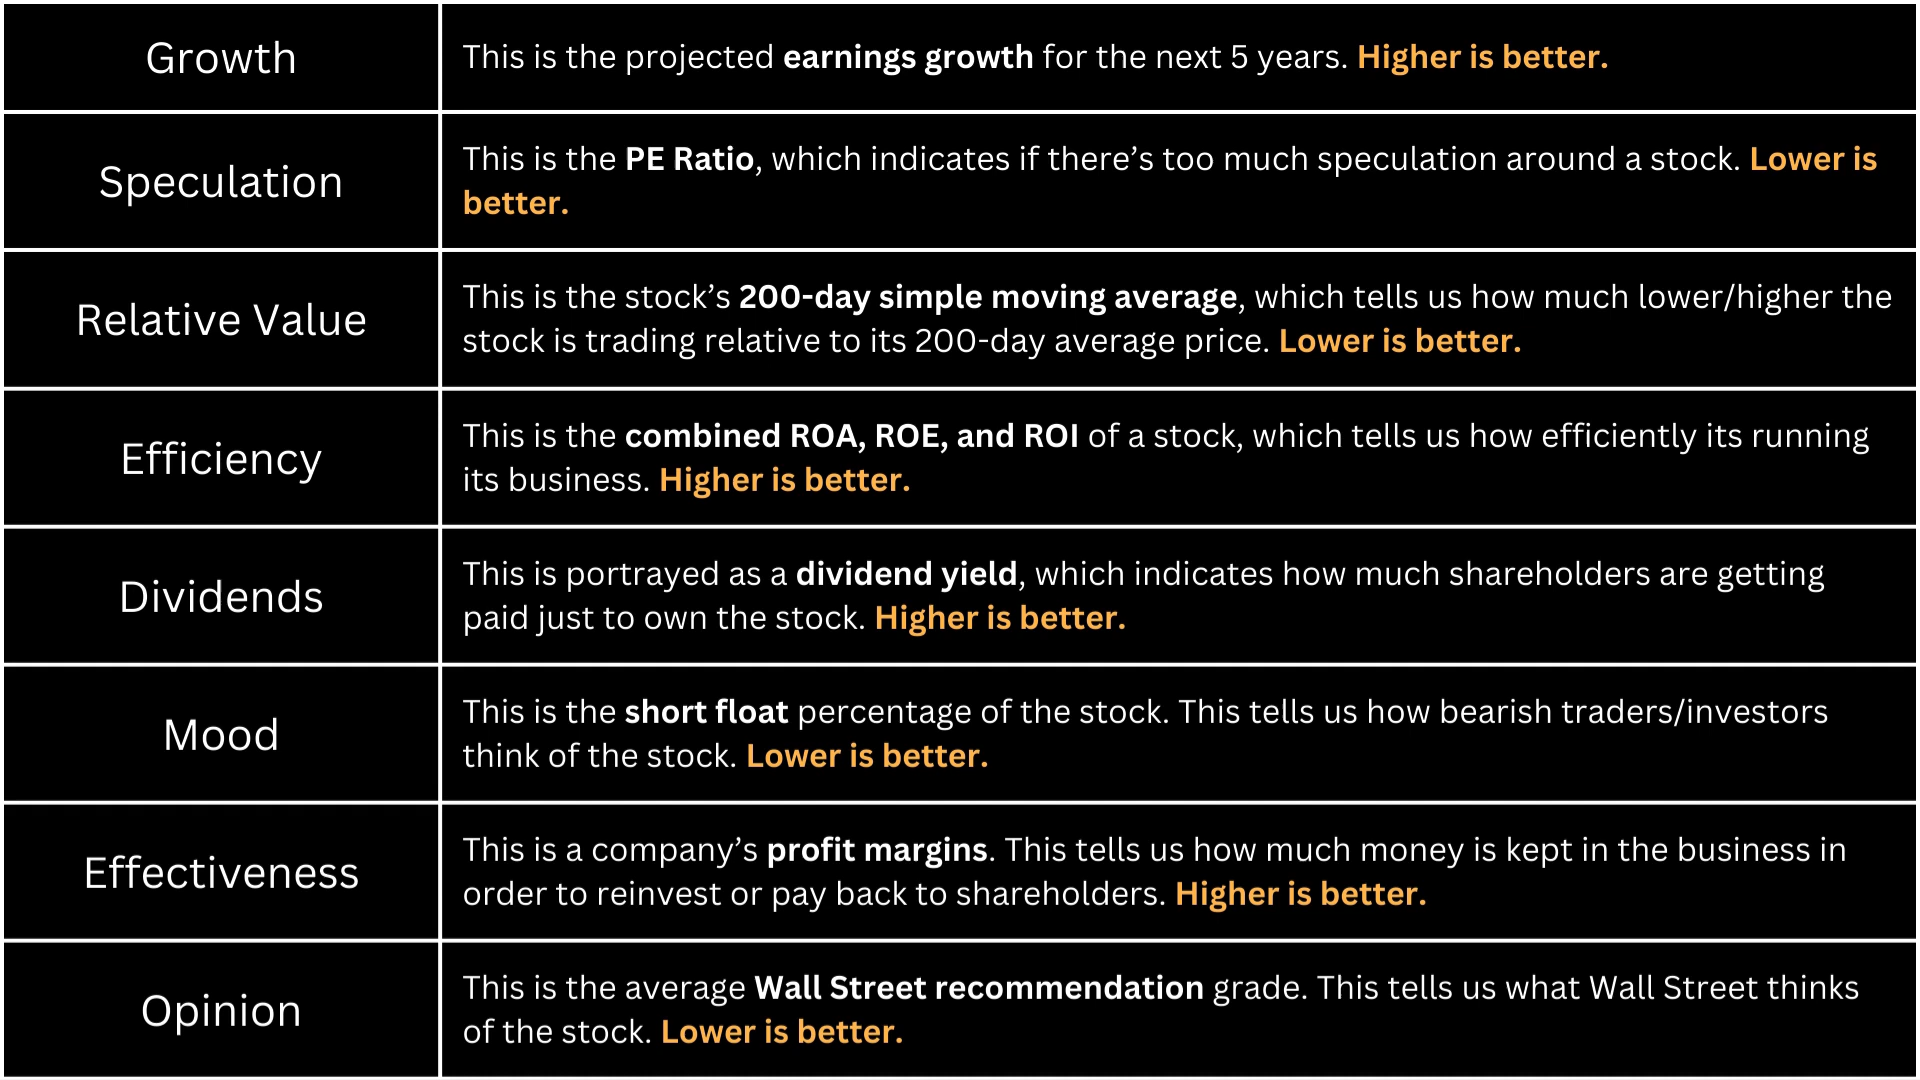 Growth
This is the projected earnings growth for the next 5 years. Higher is better.
Speculation
This is the PE Ratio, which indicates if there’s too much speculation around a stock. Lower is
better.
Relative Value
This is the stock’s 200-day simple moving average, which tells us how much lower/higher the
stock is trading relative to its 200-day average price. Lower is better.
Efficiency
This is the combined ROA, ROE, and ROI of a stock, which tells us how efficiently its running
its business. Higher is better.
Dividends
This is portrayed as a dividend yield, which indicates how much shareholders are getting
paid just to own the stock. Higher is better.
Mood
This is the short float percentage of the stock. This tells us how bearish traders/investors
think of the stock. Lower is better.
Effectiveness
This is a company’s profit margins. This tells us how much money is kept in the business in
order to reinvest or pay back to shareholders. Higher is better.
Opinion
This is the average Wall Street recommendation grade. This tells us what Wall Street thinks
of the stock. Lower is better.